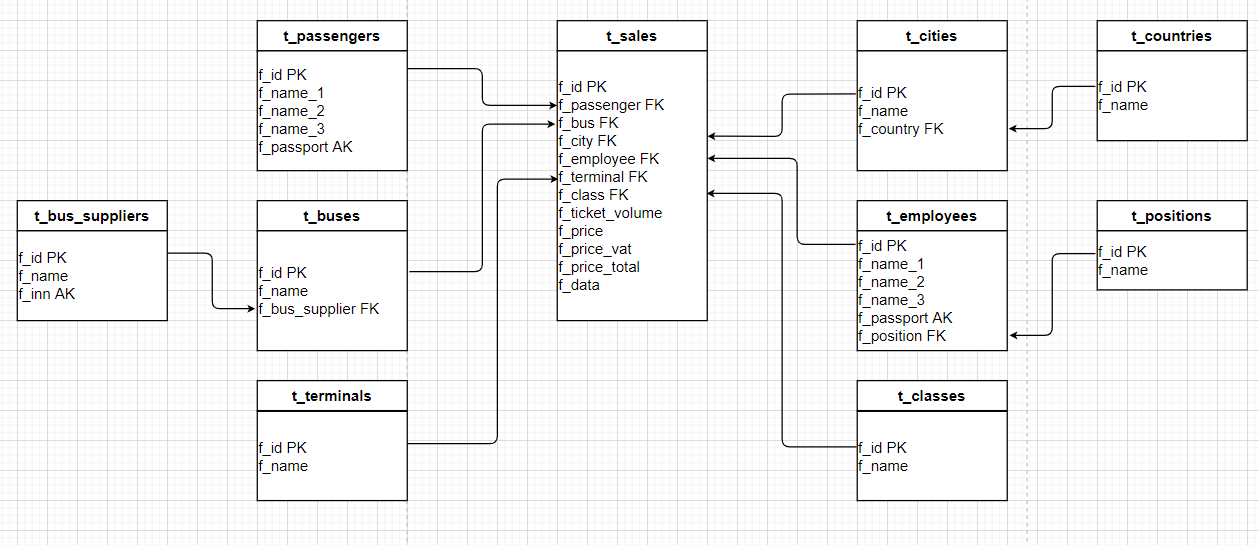 t_passengers
f_id PK
f_name_1
f_name_2
f_name_3
f_passport AK
t_sales
f_id PK
f_passenger FK
f_bus FK
f_city FK
f_employee FK
f_terminal FK
f_class FK
f_ticket_volume
f_price
f_price_vat
f_price_total
f_data
t_cities
f_id PK
f_name
f_country FK
t_countries
f_id PK
f_name
t_bus_suppliers
f_id PK
f_name
f_inn AK
t_buses
f_id PK
f_name
f_bus_supplier FK
t_employees
f_id PK
f_name_1
f_name_2
f_name_3
f_passport AK
f_position FK
t_positions
f_id PK
f_name
t_terminals
f_id PK
f_name
t_classes
f_id PK
f_name